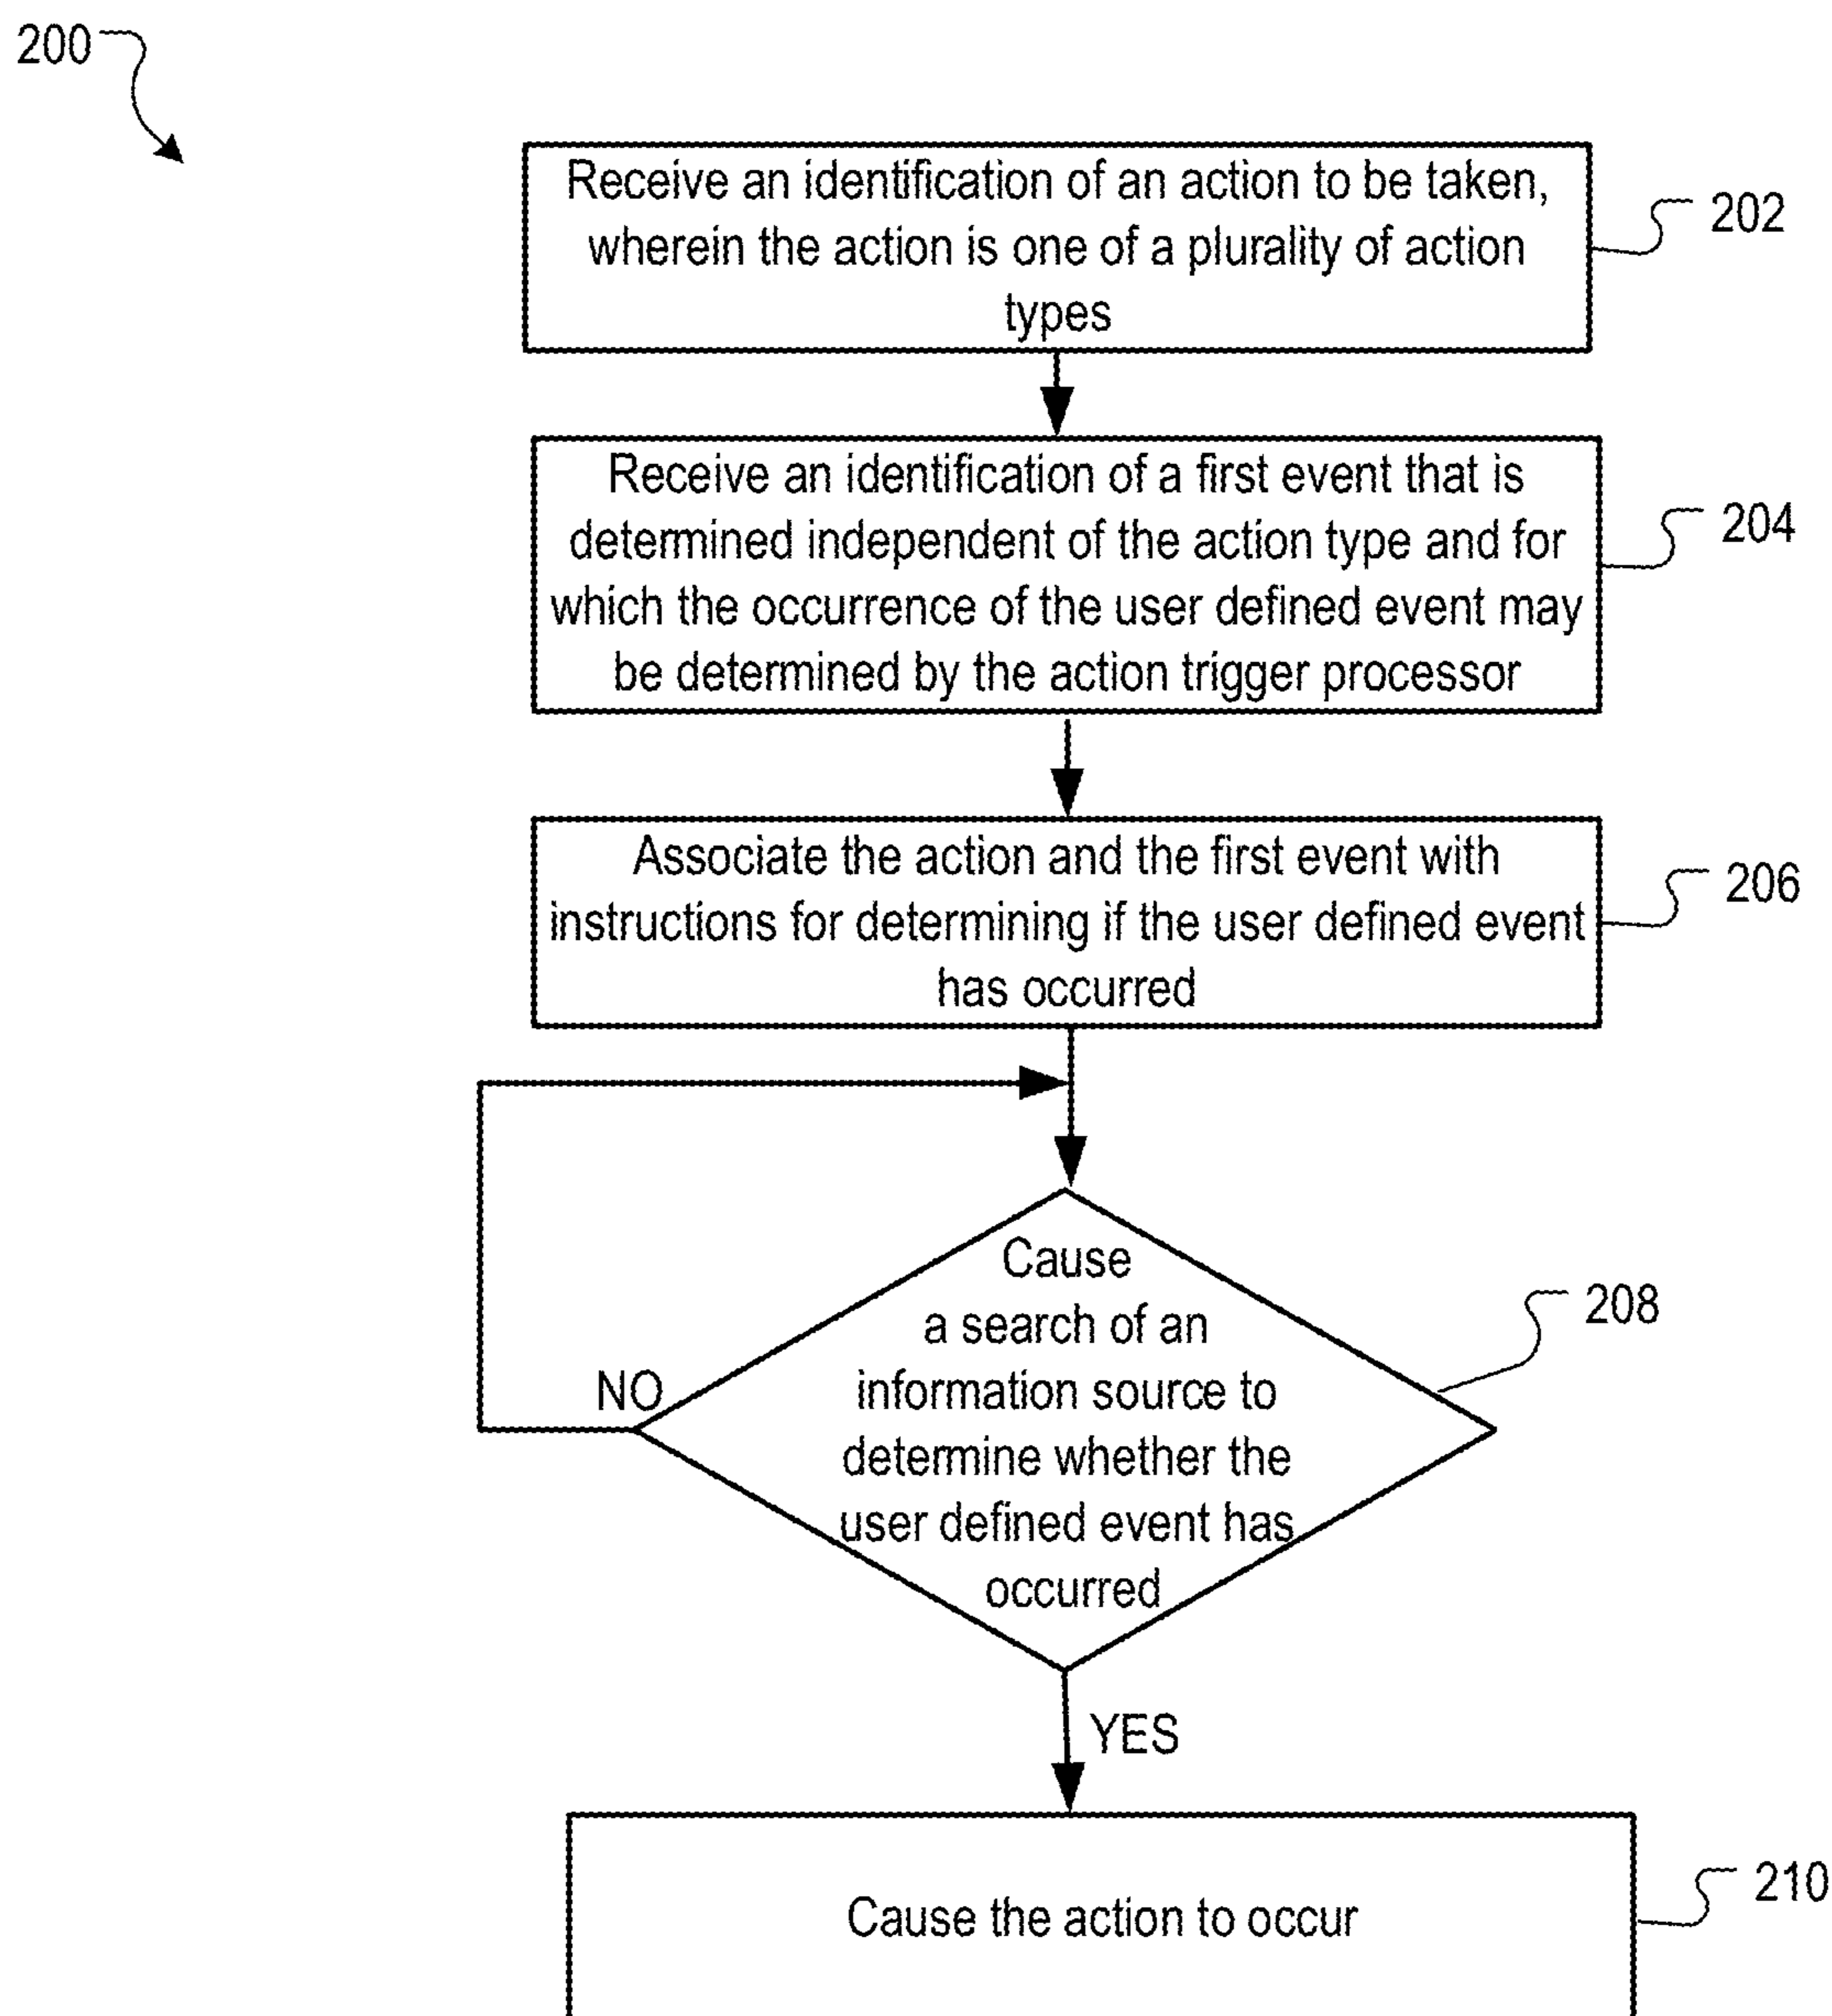 200
Receive an identification of an action to be taken,
wherein the action is one of a plurality of action
types
202
Receive an identification of a first event that is
determined independent of the action type and for
which the occurrence of the user defined event may
be determined by the action trigger processor
204
Associate the action and the first event with
instructions for determining if the user defined event
has occurred
206
Cause
a search of an
information source to
determine whether the
user defined event has
occurred
208
NO
YES
Cause the action to occur
210